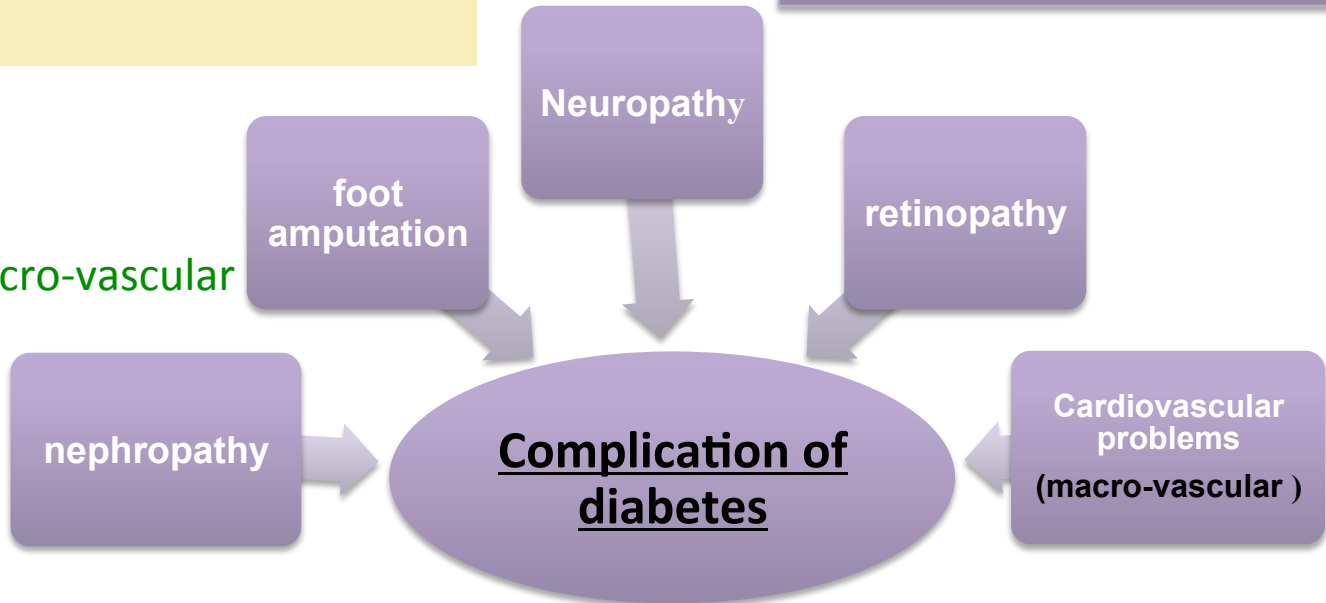 Neuropathy
foot
amputation
retinopathy
cro-vascular
nephropathy
Complication of
diabetes
Cardiovascular
problems
(macro-vascular )